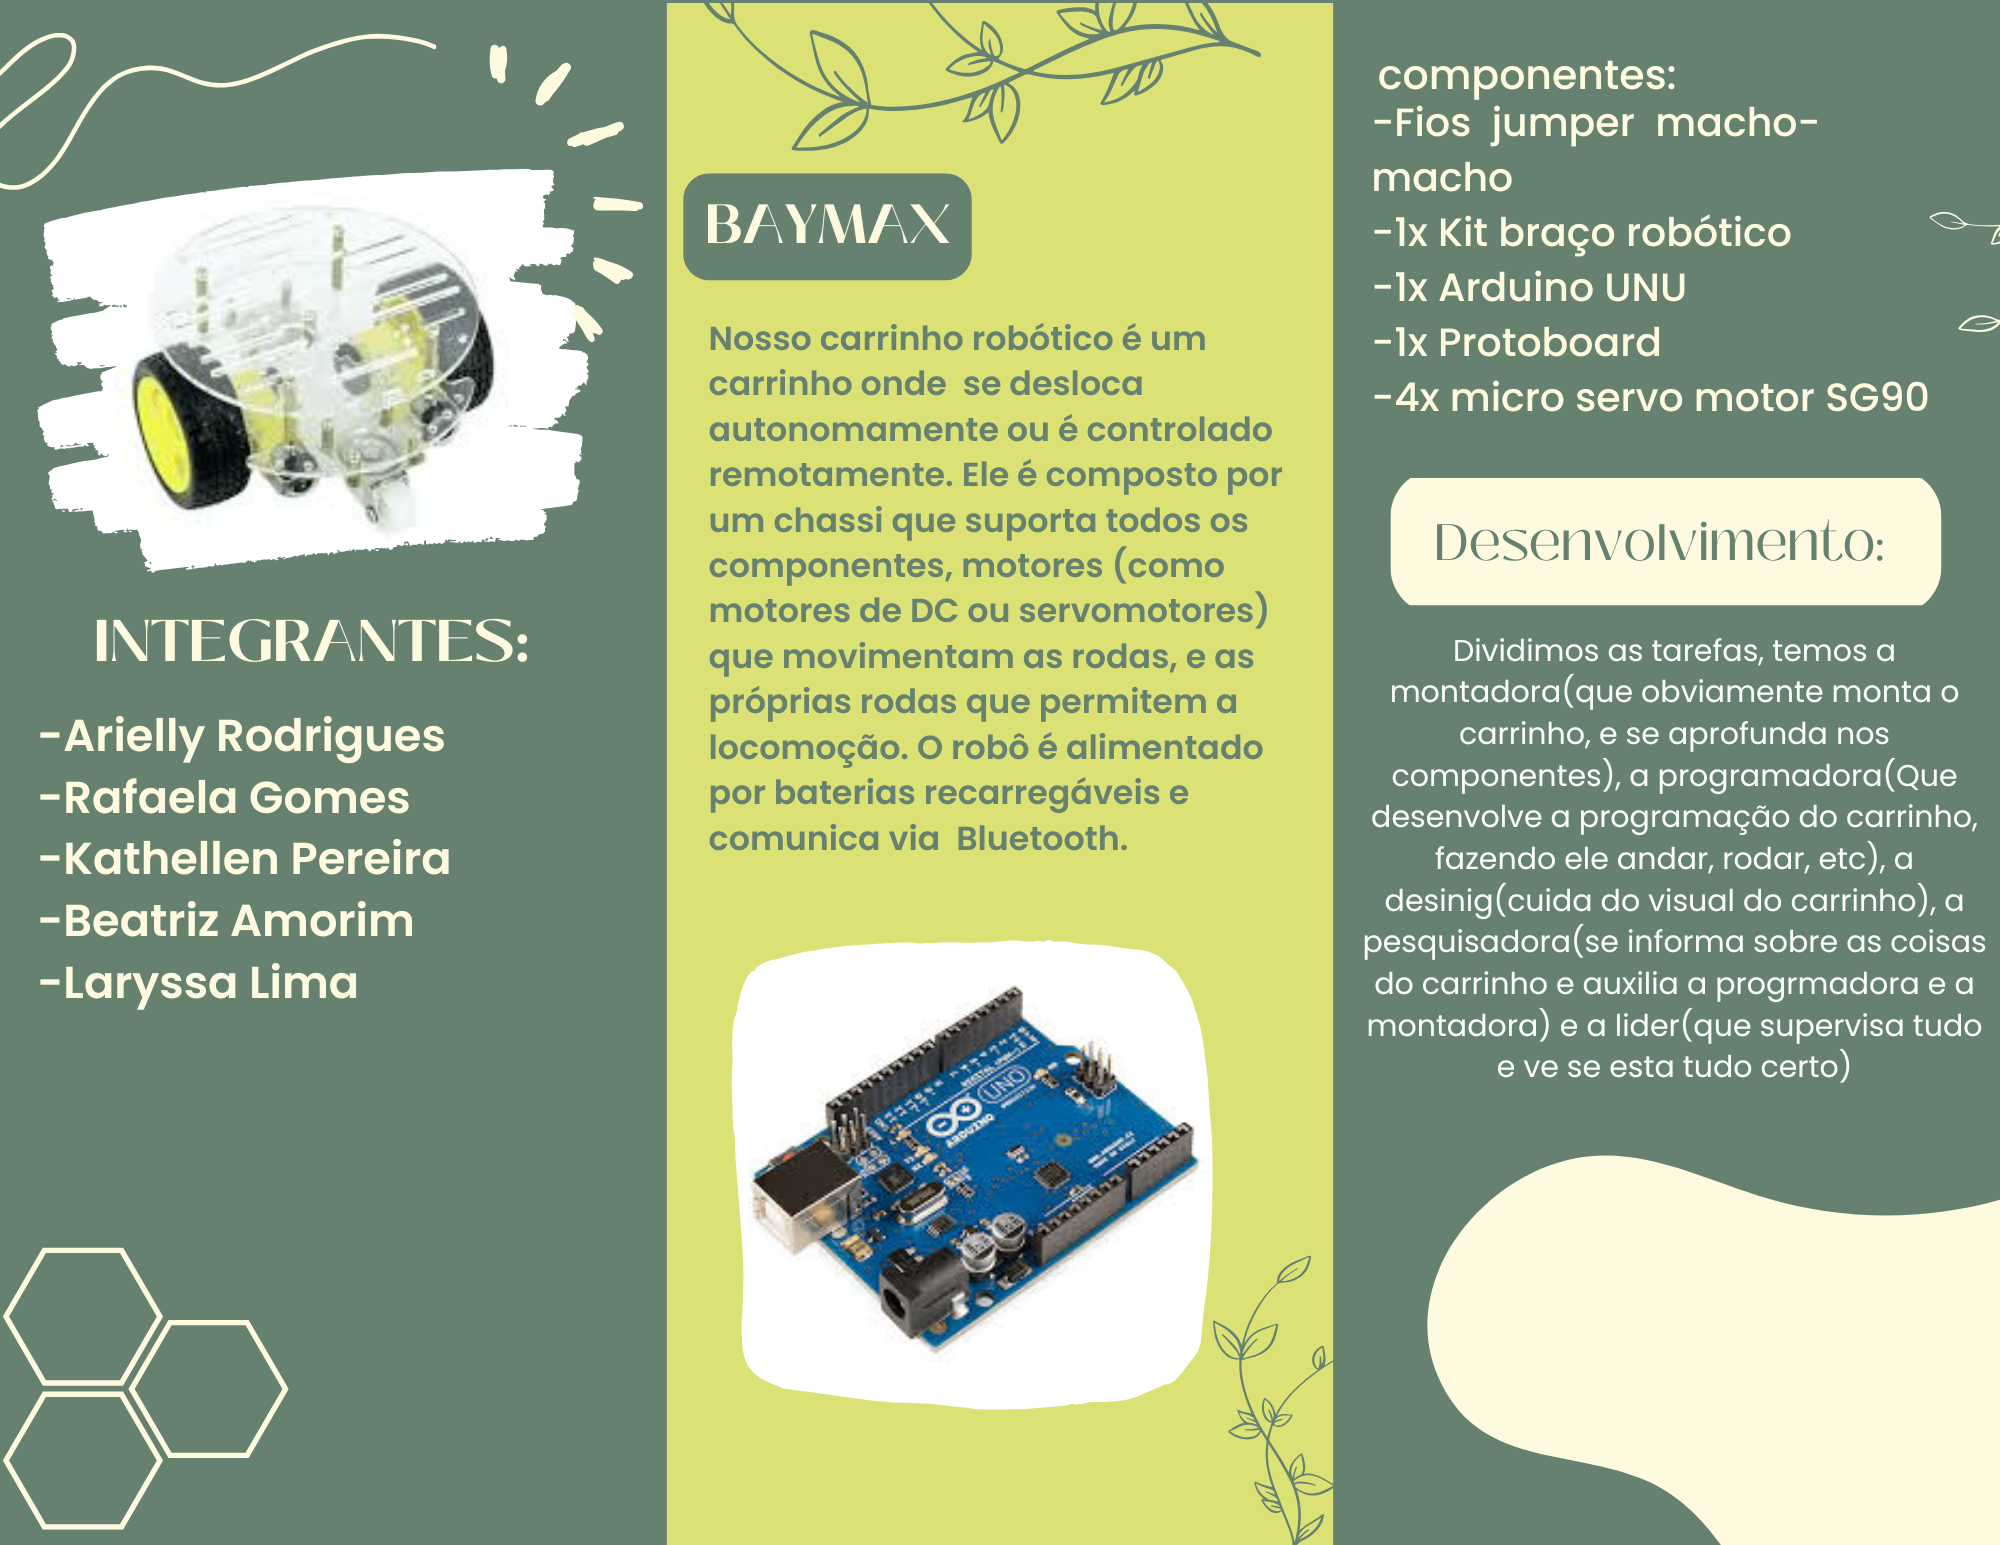 INTEGRANTES:
-Arielly Rodrigues
-Rafaela Gomes
-Kathellen Pereira
-Beatriz Amorim
-Laryssa Lima
BAYMAX
Nosso carrinho robótico é um
carrinho onde  se desloca
autonomamente ou é controlado
remotamente. Ele é composto por
um chassi que suporta todos os
componentes, motores (como
motores de DC ou servomotores)
que movimentam as rodas, e as
próprias rodas que permitem a
locomoção. O robô é alimentado
por baterias recarregáveis e
comunica via  Bluetooth.
UNO
ARDUINO
componentes:
-Fios jumper macho-
macho
-1x Kit braço robótico
-1x Arduino UNU
-1x Protoboard
-4x micro servo motor SG90
Desenvolvimento:
Dividimos as tarefas, temos a
montadora(que obviamente monta o
carrinho, e se aprofunda nos
componentes), a programadora(Que
desenvolve a programação do carrinho,
fazendo ele andar, rodar, etc), a
desinig(cuida do visual do carrinho), a
pesquisadora(se informa sobre as coisas
do carrinho e auxilia a progrmadora e a
montadora) e a lider(que supervisa tudo
e ve se esta tudo certo)